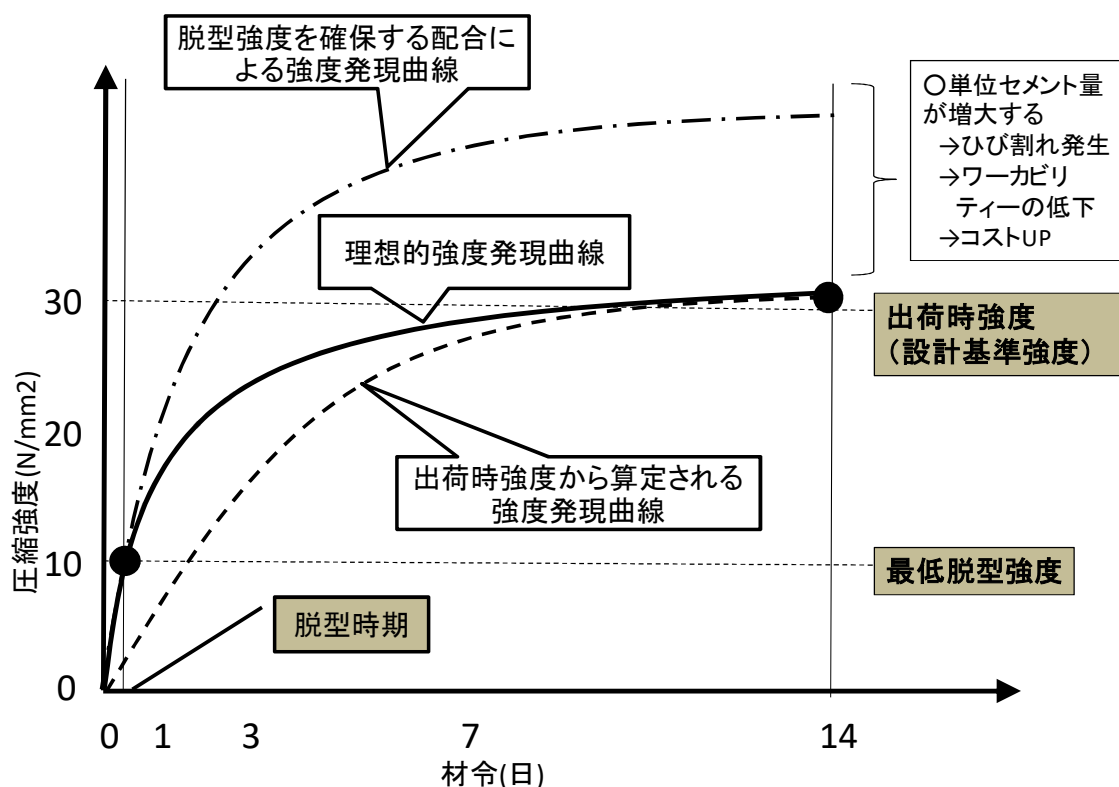 脱型強度を確保する配合に
よる強度発現曲線
○単位セメント量
が増大する
→ひび割れ発生
→ワーカビリ
ティーの低下
→コストUP
理想的強度発現曲線
30
出荷時強度
（設計基準強度）
20
出荷時強度から算定される
強度発現曲線
圧縮強度(N/mm2)
10
最低脱型強度
脱型時期
0
0 1 3 7 14
材令(日)